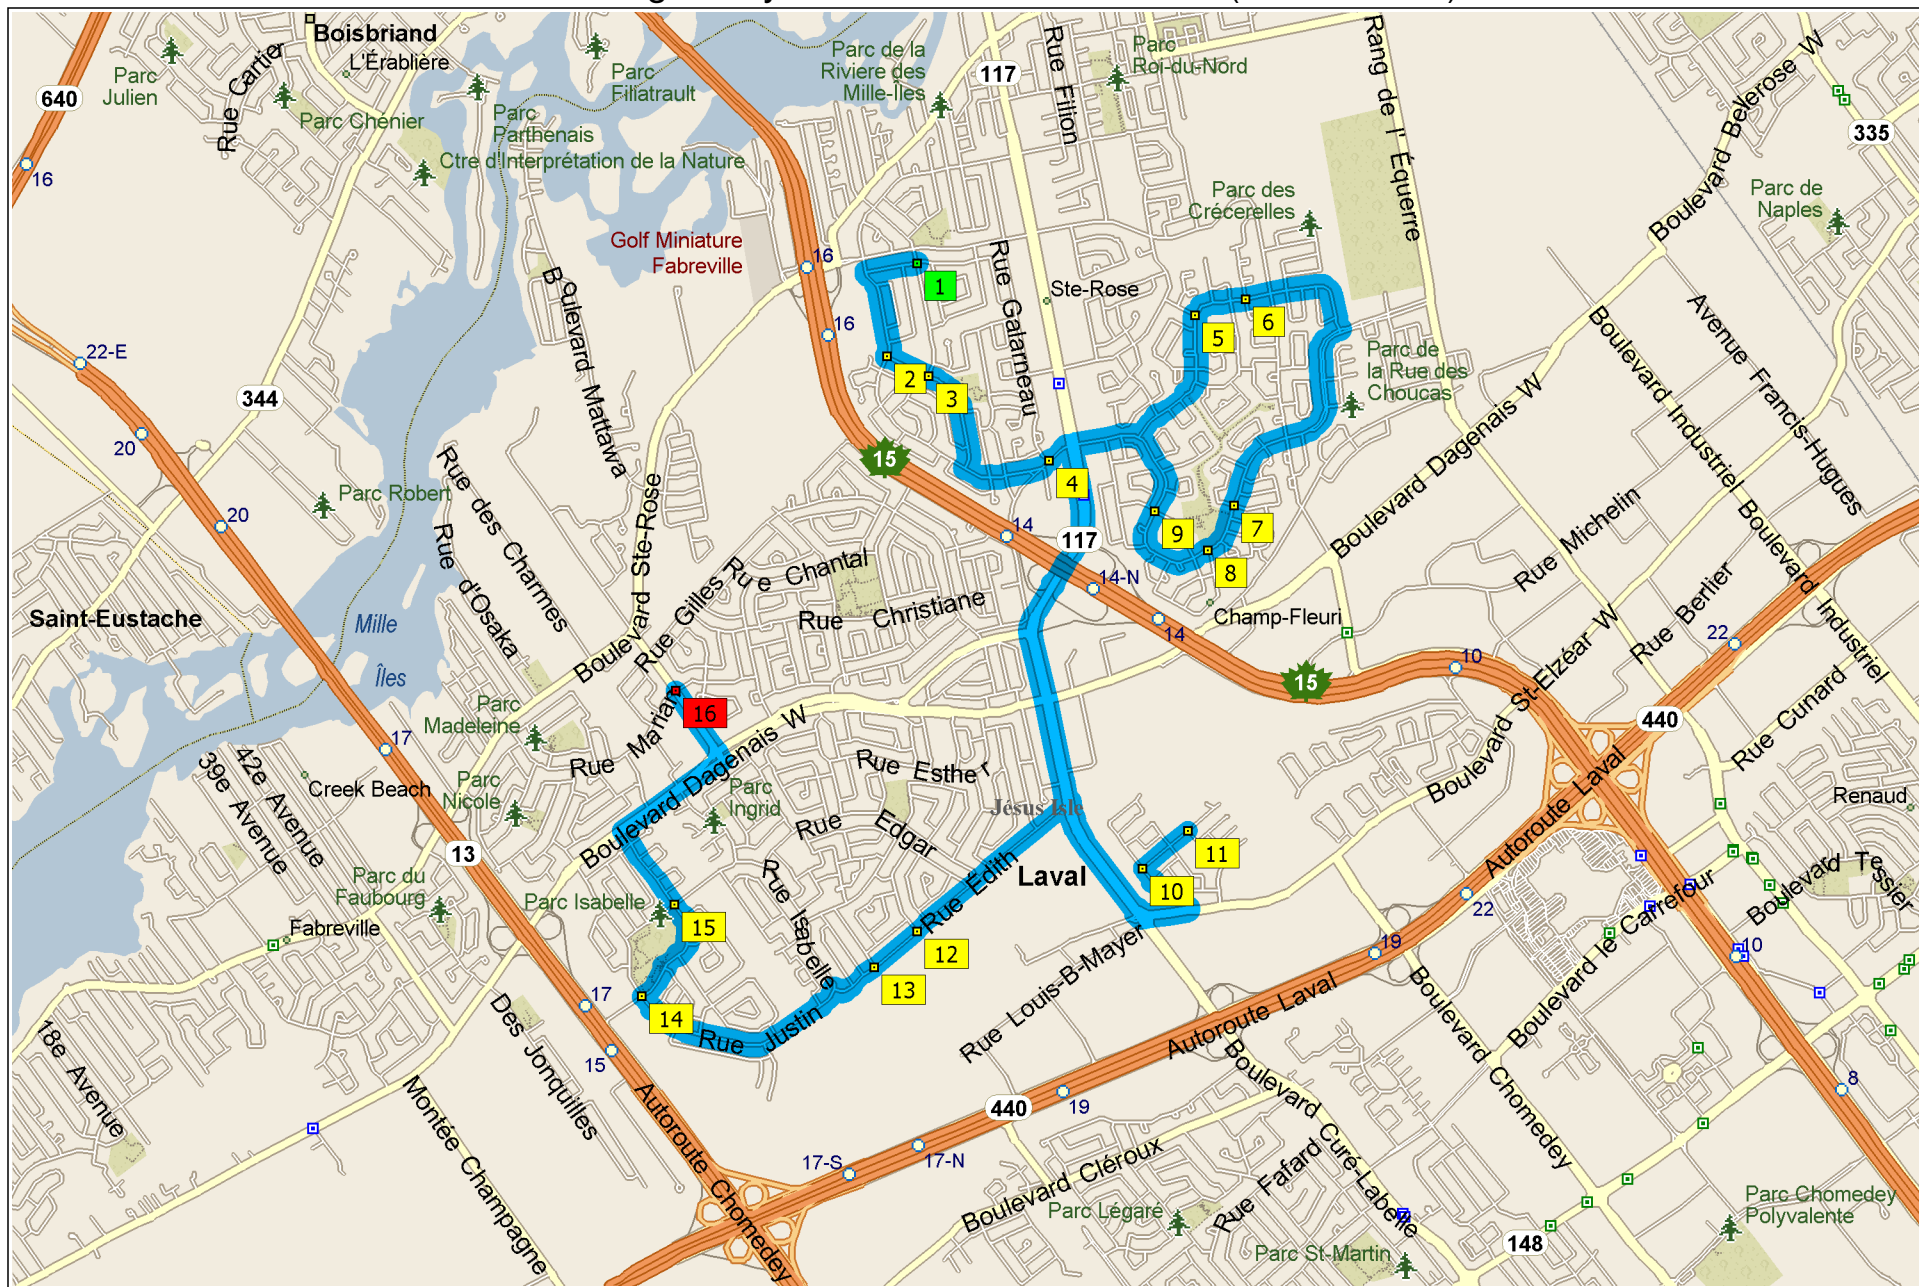 Boisbriand
L'Érablière
Parc
Julien
Rue Cartier
Parc Chénier
640
16
Parc
Filiatrault
Parc
Parthenais
Ctre d'Interprétation de la Nature
Parc de la
Riviere des
Mille-Îles
117
Rue Filion
Parc
Roi-du-Nord
Rang de l' Équerre
Boulevard Bellerose W
335
Parc des
Crécerelles
Parc de
Naples
Golf Miniature
Fabreville
16
16
1
Rue Galarneau
Ste-Rose
5
6
Boulevard Mattawa
22-E
344
20
20
2
3
Parc de
la Rue des
Choucas
Boulevard Industriel
Avenue Francis-Hugues
Boulevard Dagenais W
15
4
14
117
14-N
14
9
7
8
Champ-Fleuri
Parc Robert
Rue des Charmes
Rue d'Osaka
Boulevard Ste-Rose
Rue Gilles
Rue Chantal
Rue Christiane
Rue Michelin
Rue Berlier
Boulevard Industriel
22
Saint-Eustache
Mille
Îles
10
15
Boulevard St-Elzéar W
440
Rue Cunard
Parc
Madeleine
Rue Marian
16
17
42e Avenue
39e Avenue
Creek Beach
Parc
Nicole
Boulevard Dagenais W
Parc
Ingrid
Rue Esther
Rue Edgar
Jésus Isle
Laval
Rue Édith
11
10
Autoroute Laval
Renaud
Boulevard Tessier
13
Parc du
Faubourg
Fabreville
Parc Isabelle
15
Rue Isabelle
12
13
14
Rue Justin
Rue Louis-B-Mayer
22
19
Boulevard le Carrefour
10
17
15
18e Avenue
Des Jonquilles
Montée Champagne
Autoroute Chomedey
Autoroute Laval
440
19
17-S
17-N
Boulevard Chomedey
8
Boulevard Curé-Labelle
Boulevard Cléroux
Rue Fafard
Parc Légaré
Parc St-Martin
148
Parc Chomedey
Polyvalente